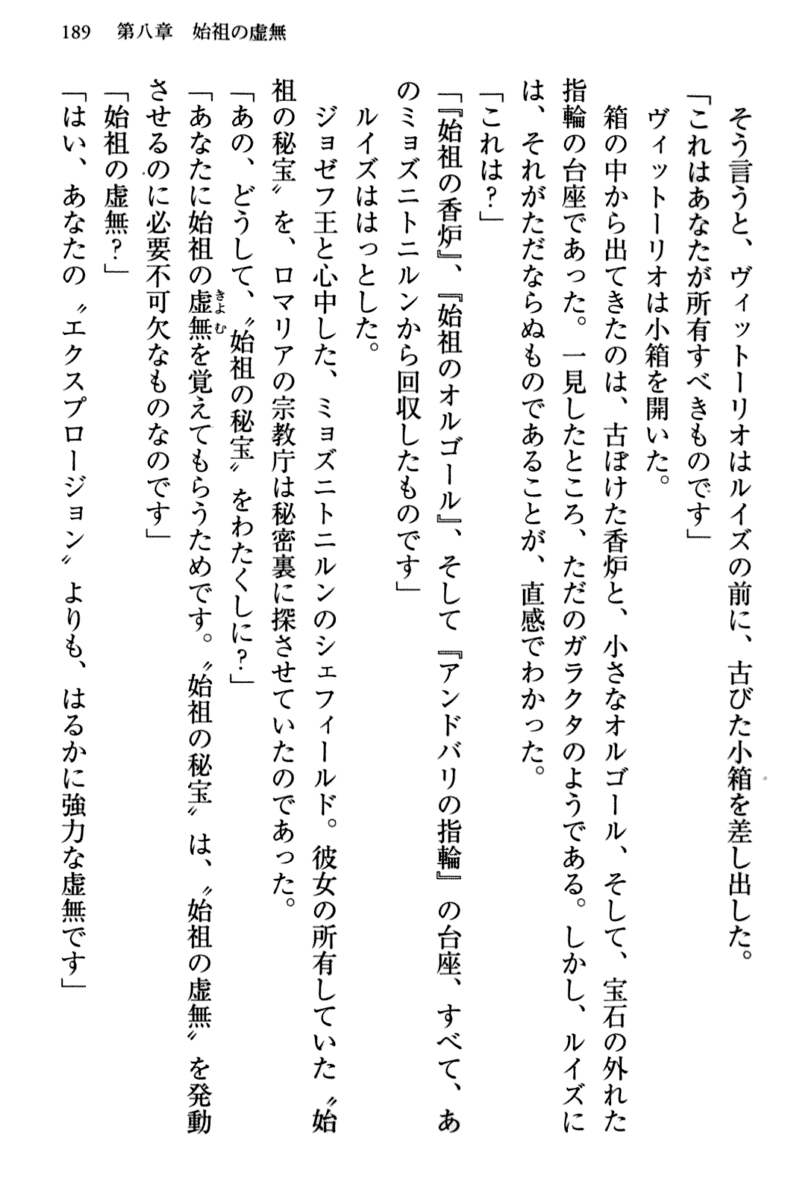 189　第八章　始祖の虚無
　そう言うと、ヴィットーリオはルイズの前に、古びた小箱を差し出した。
「これはあなたが所有すべきものです」
　ヴィットーリオは小箱を開いた。
　箱の中から出てきたのは、古ぼけた香炉と、小さなオルゴール、そして、宝石の外れた
指輪の台座であった。一見したところ、ただのガラクタのようである。しかし、ルイズに
は、それがただならぬものであることが、直感でわかった。
「これは？」
「『始祖の香炉』、『始祖のオルゴール』、そして『アンドバリの指輪』の台座、すべて、あ
のミョズニトニルンから回収したものです」
　ルイズははっとした。
　ジョゼフ王と心中した、ミョズニトニルンのシェフィールド。彼女の所有していた〝始
祖の秘宝〟を、ロマリアの宗教庁は秘密裏に探させていたのであった。
「あの、どうして、〝始祖の秘宝〟をわたくしに？」
「あなたに始祖の虚無を覚えてもらうためです。〝始祖の秘宝〟は、〝始祖の虚無〟を発動
きよむ
させるのに必要不可欠なものなのです」
「始祖の虚無？」
「はい、あなたの〝エクスプロージョン〟よりも、はるかに強力な虚無です」